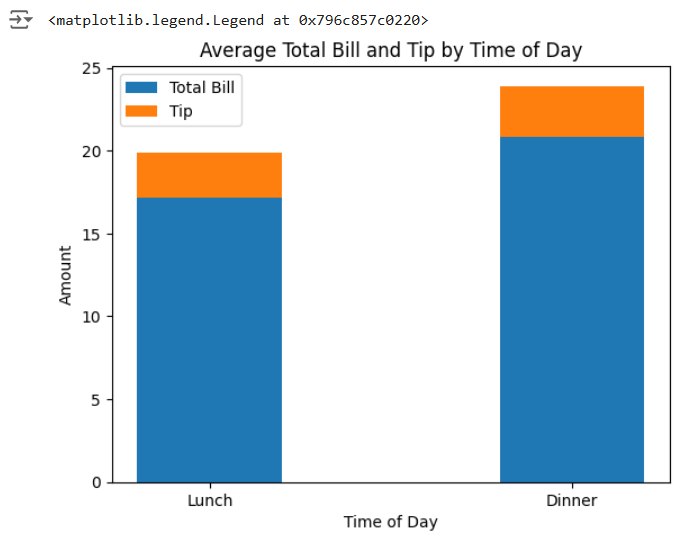 <matplotlib.legend.Legend at 0x796c857c0220>
Average Total Bill and Tip by Time of Day
Total Bill
Tip
25
20
15
10
5
0
Amount
Lunch
Dinner
Time of Day